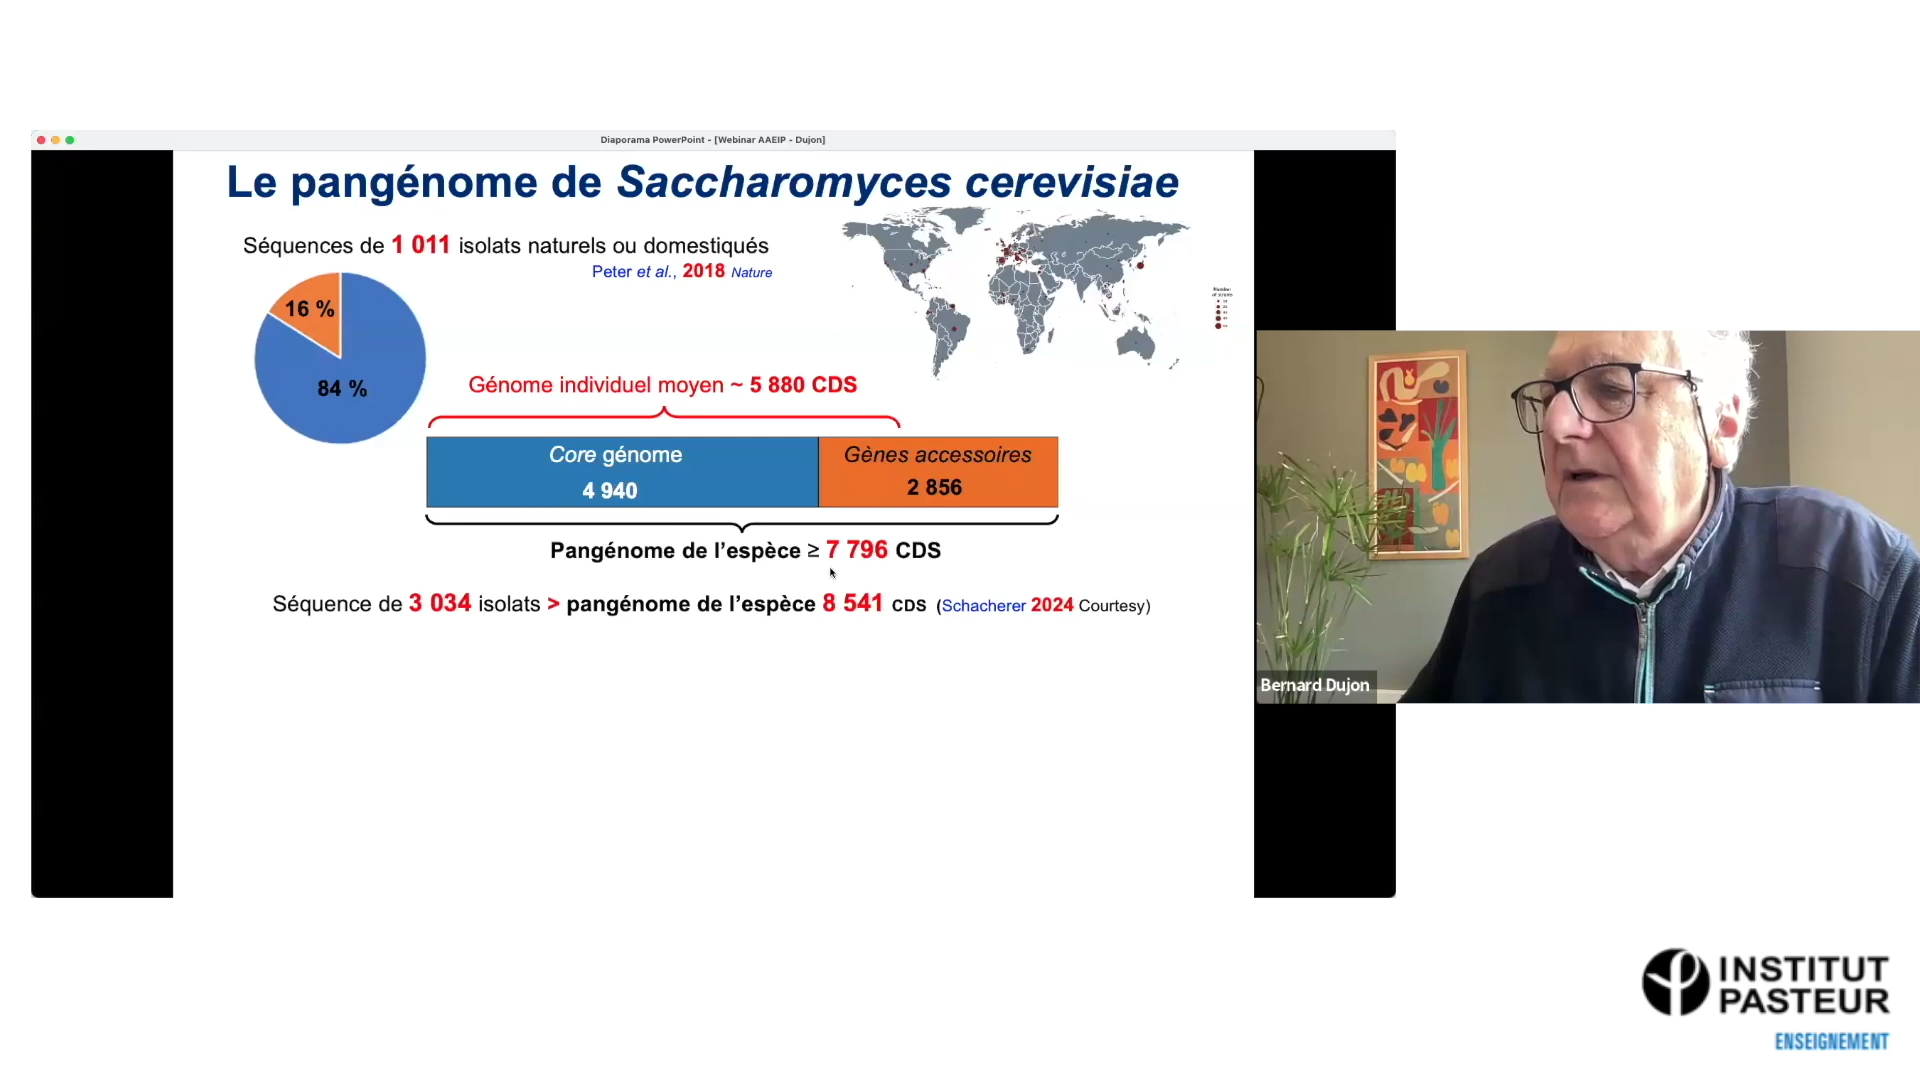 Diaporama PowerPoint - [Webinar AAEIP - Dujon]
Le pangénome de Saccharomyces cerevisiae
Séquences de 1 011 isolats naturels ou domestiqués
Peter et al., 2018 Nature
16 %
84 %
Number
of strains
Génome individuel moyen ~ 5 880 CDS
Core génome
4 940
Gènes accessoires
2 856
Pangénome de l’espèce ≥ 7 796 CDS
Séquence de 3 034 isolats > pangénome de l’espèce 8 541 CDS (Schacherer 2024 Courtesy)
Bernard Dujon
INSTITUT
PASTEUR
ENSEIGNEMENT